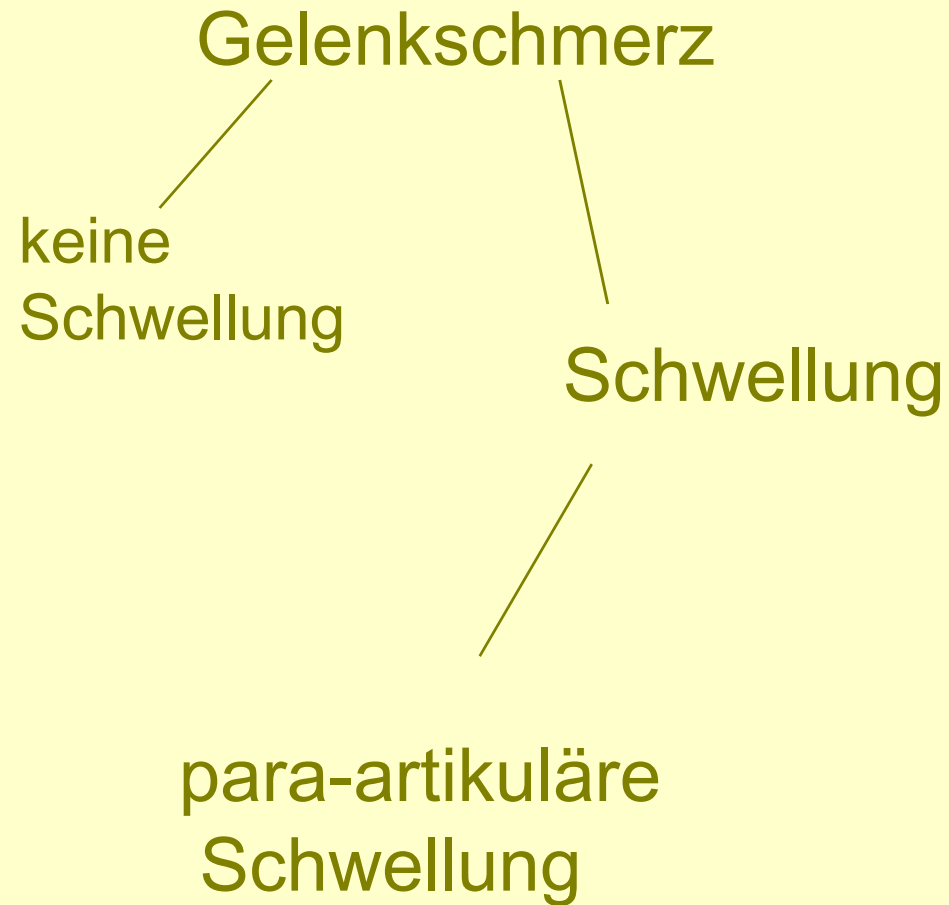 Gelenkschmerz
keine
Schwellung
Schwellung
para-artikuläre
Schwellung